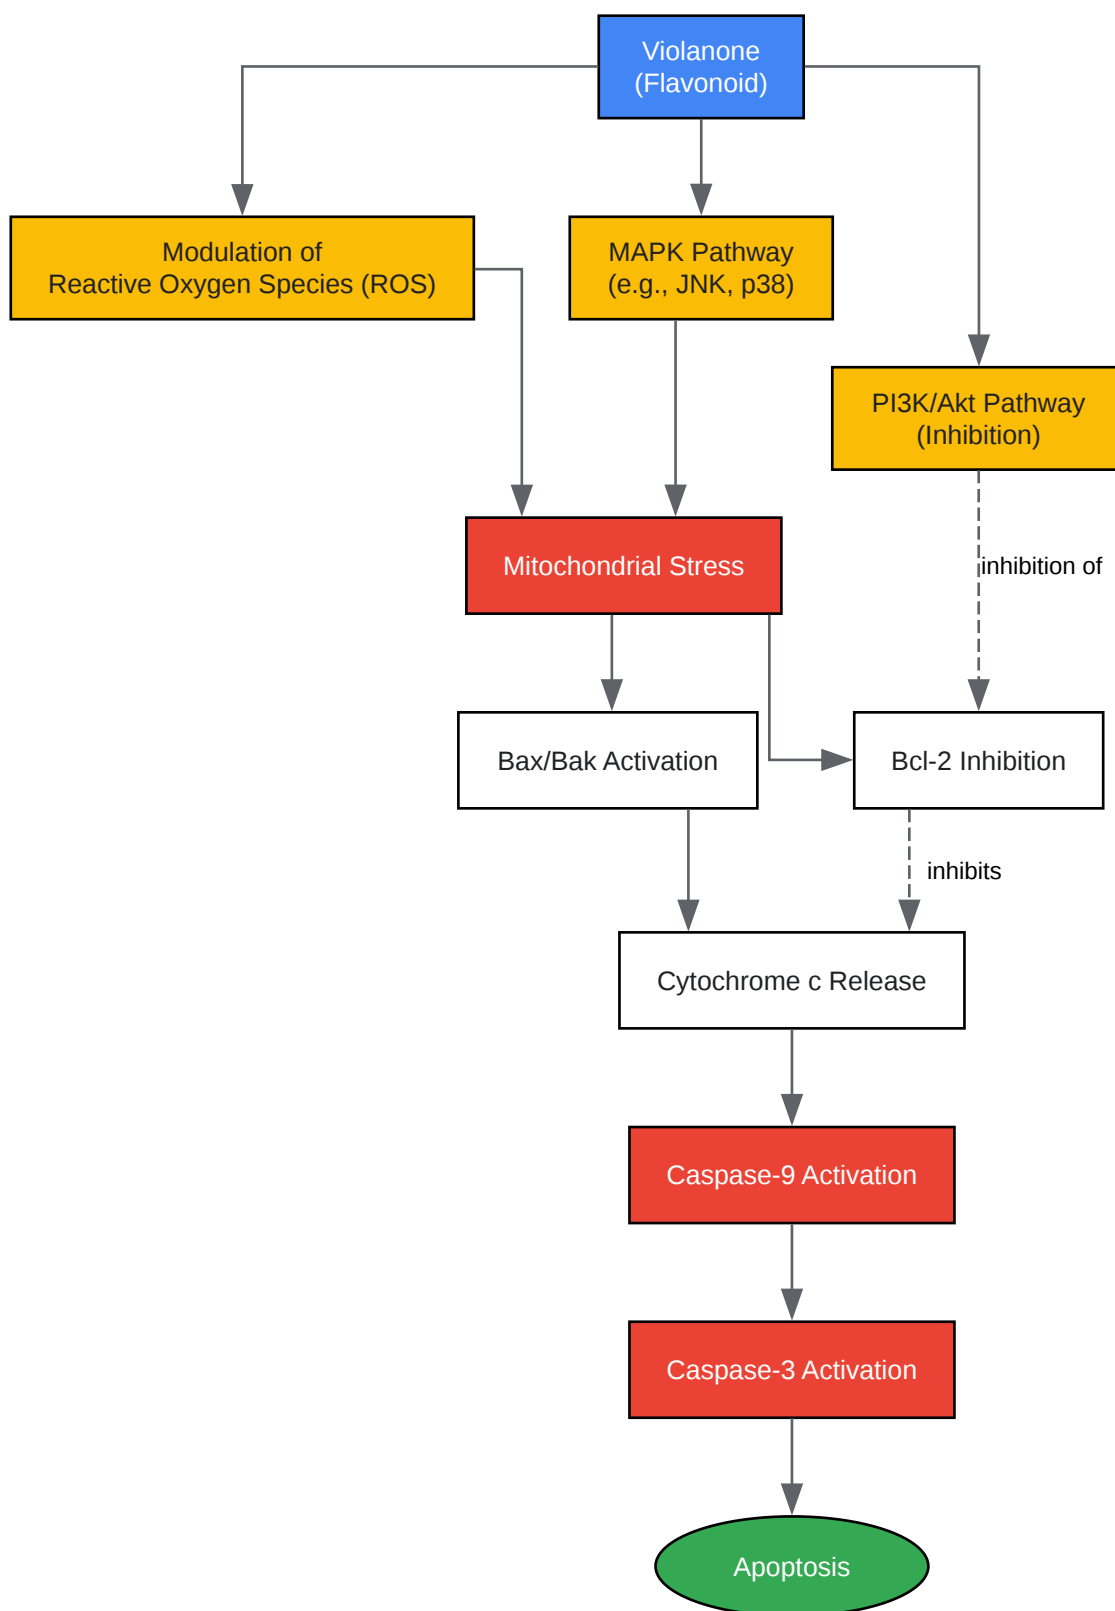 Violanone
(Flavonoid)
Modulation of
Reactive Oxygen Species (ROS)
MAPK Pathway
(e.g., JNK, p38)
PI3K/Akt Pathway
(Inhibition)
Mitochondrial Stress
inhibition of
Bax/Bak Activation
Bcl-2 Inhibition
inhibits
Cytochrome c Release
Caspase-9 Activation
Caspase-3 Activation
Apoptosis